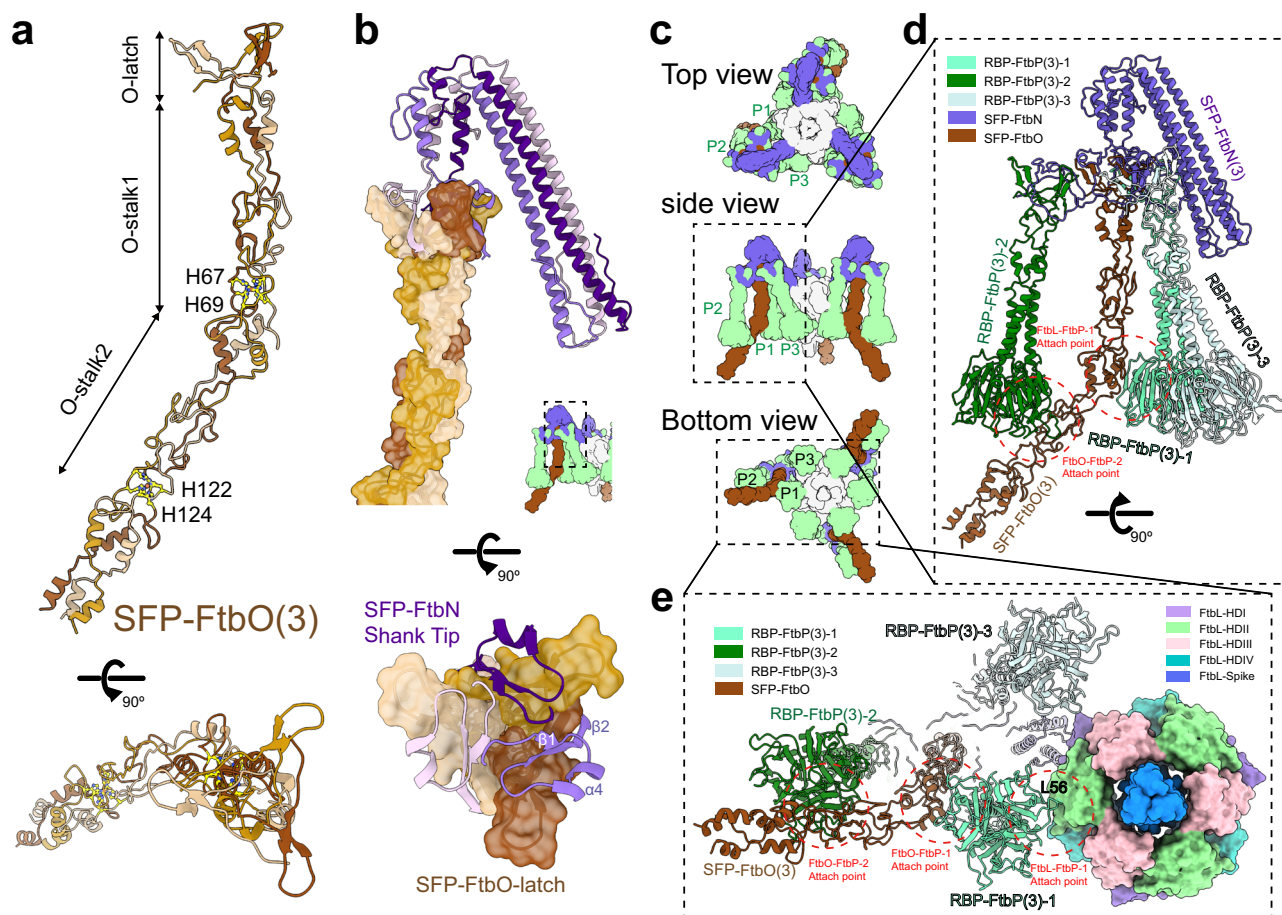 a
O-latch
O-stalk1
H67
H69
O-stalk2
H122
H124
SFP-FtbO(3)
90º
b
90º
SFP-FtbN
Shank Tip
β2
β1
α4
SFP-FtbO-latch
c
Top view
P1
P2
P3
side view
P2
P1 P3
Bottom view
P3
P2
P1
d
RBP-FtbP(3)-1
RBP-FtbP(3)-2
RBP-FtbP(3)-3
SFP-FtbN
SFP-FtbO
SFP-FtbN(3)
RBP-FtbP(3)-2
RBP-FtbP(3)-3
FtbL-FtbP-1
Attach point
RBP-FtbP(3)-1
FtbO-FtbP-2
Attach point
SFP-FtbO(3)
90º
e
RBP-FtbP(3)-1
RBP-FtbP(3)-2
RBP-FtbP(3)-3
SFP-FtbO
RBP-FtbP(3)-3
FtbL-HDI
FtbL-HDII
FtbL-HDIII
FtbL-HDIV
FtbL-Spike
RBP-FtbP(3)-2
L56
SFP-FtbO(3)
FtbO-FtbP-2
Attach point
FtbO-FtbP-1
Attach point
FtbL-FtbP-1
Attach point
RBP-FtbP(3)-1